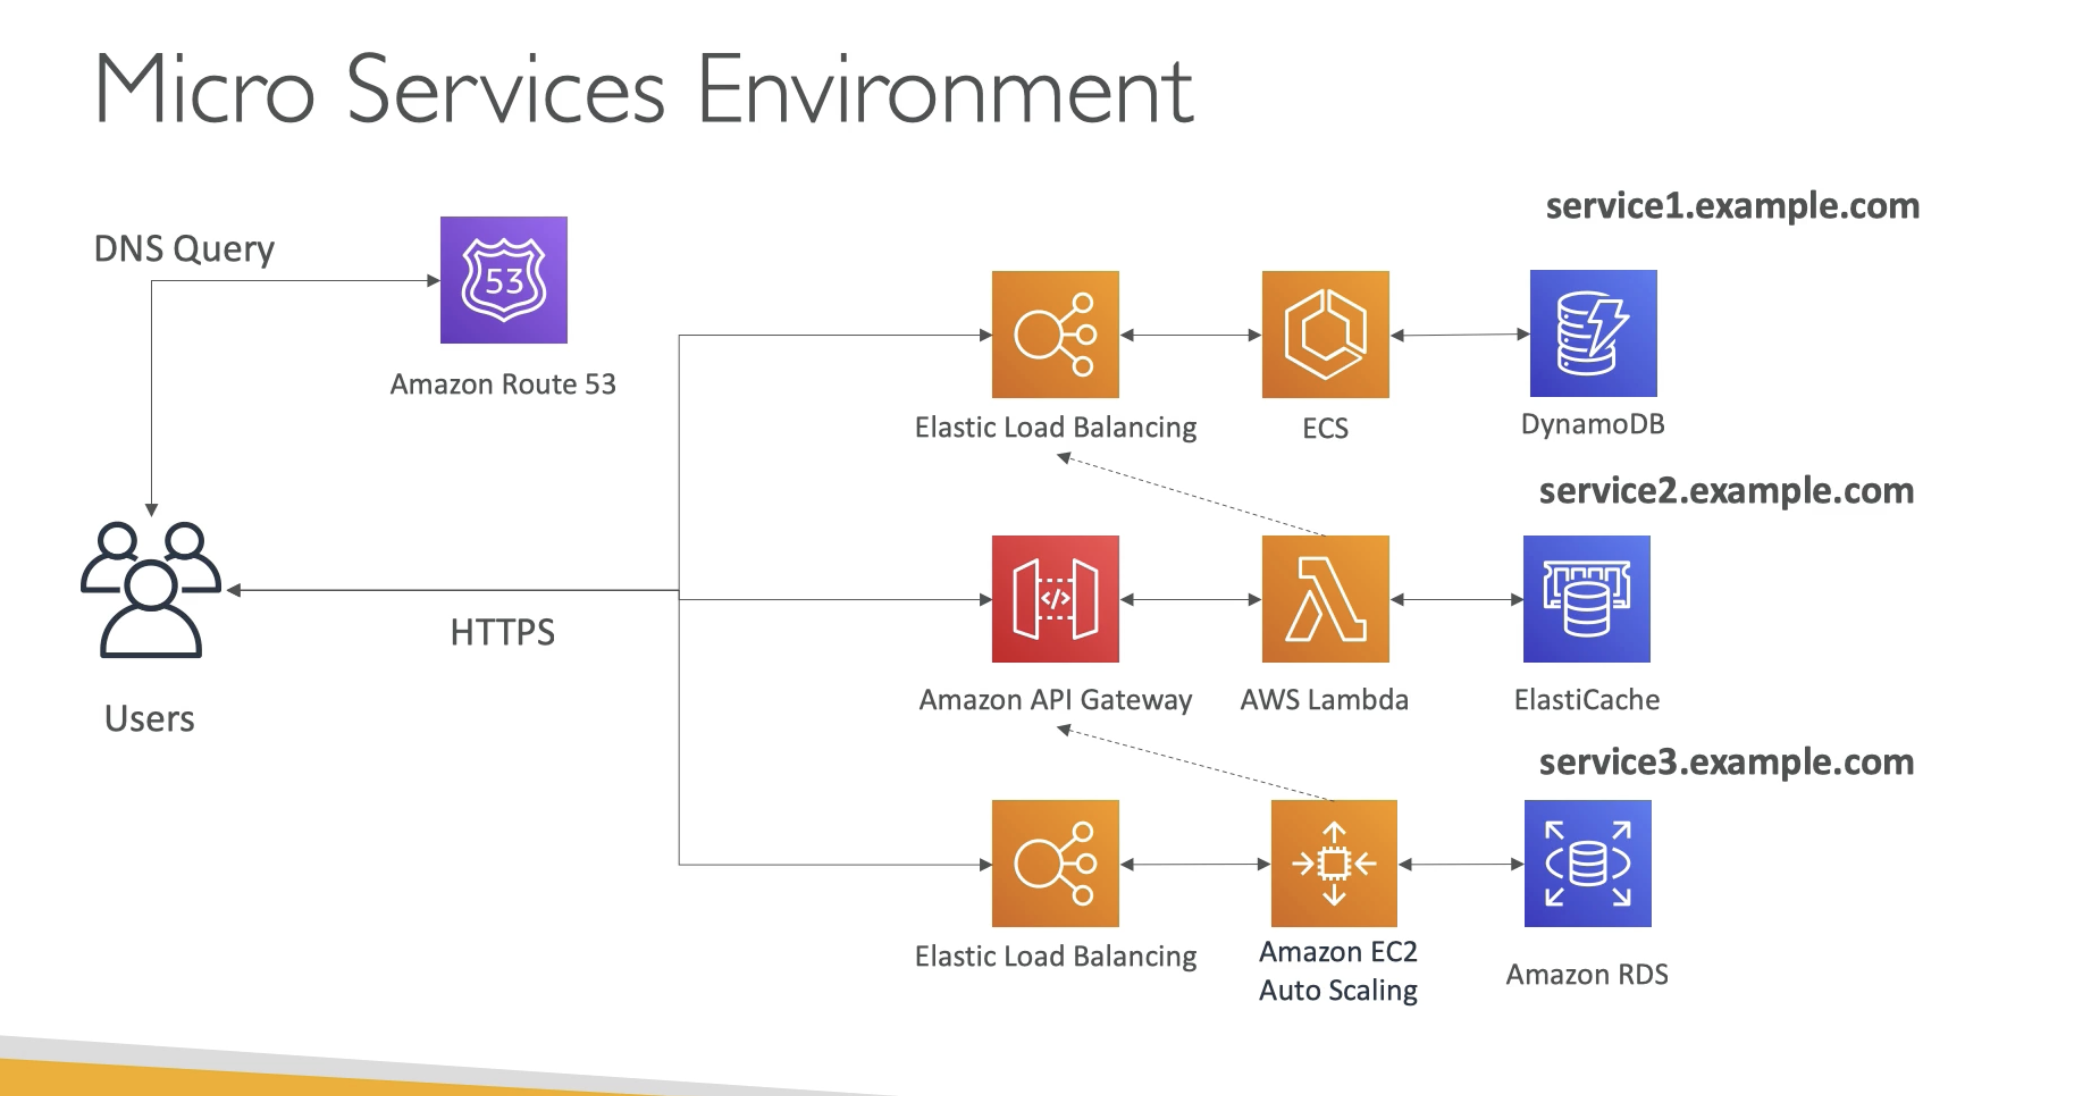 Micro Services Environment
service1.example.com
DNS Query
53
Amazon Route 53
Elastic Load Balancing
ECS
DynamoDB
service2.example.com
HTTPS
</>
Users
Amazon API Gateway
AWS Lambda
ElastiCache
service3.example.com
Elastic Load Balancing
Amazon EC2
Auto Scaling
Amazon RDS